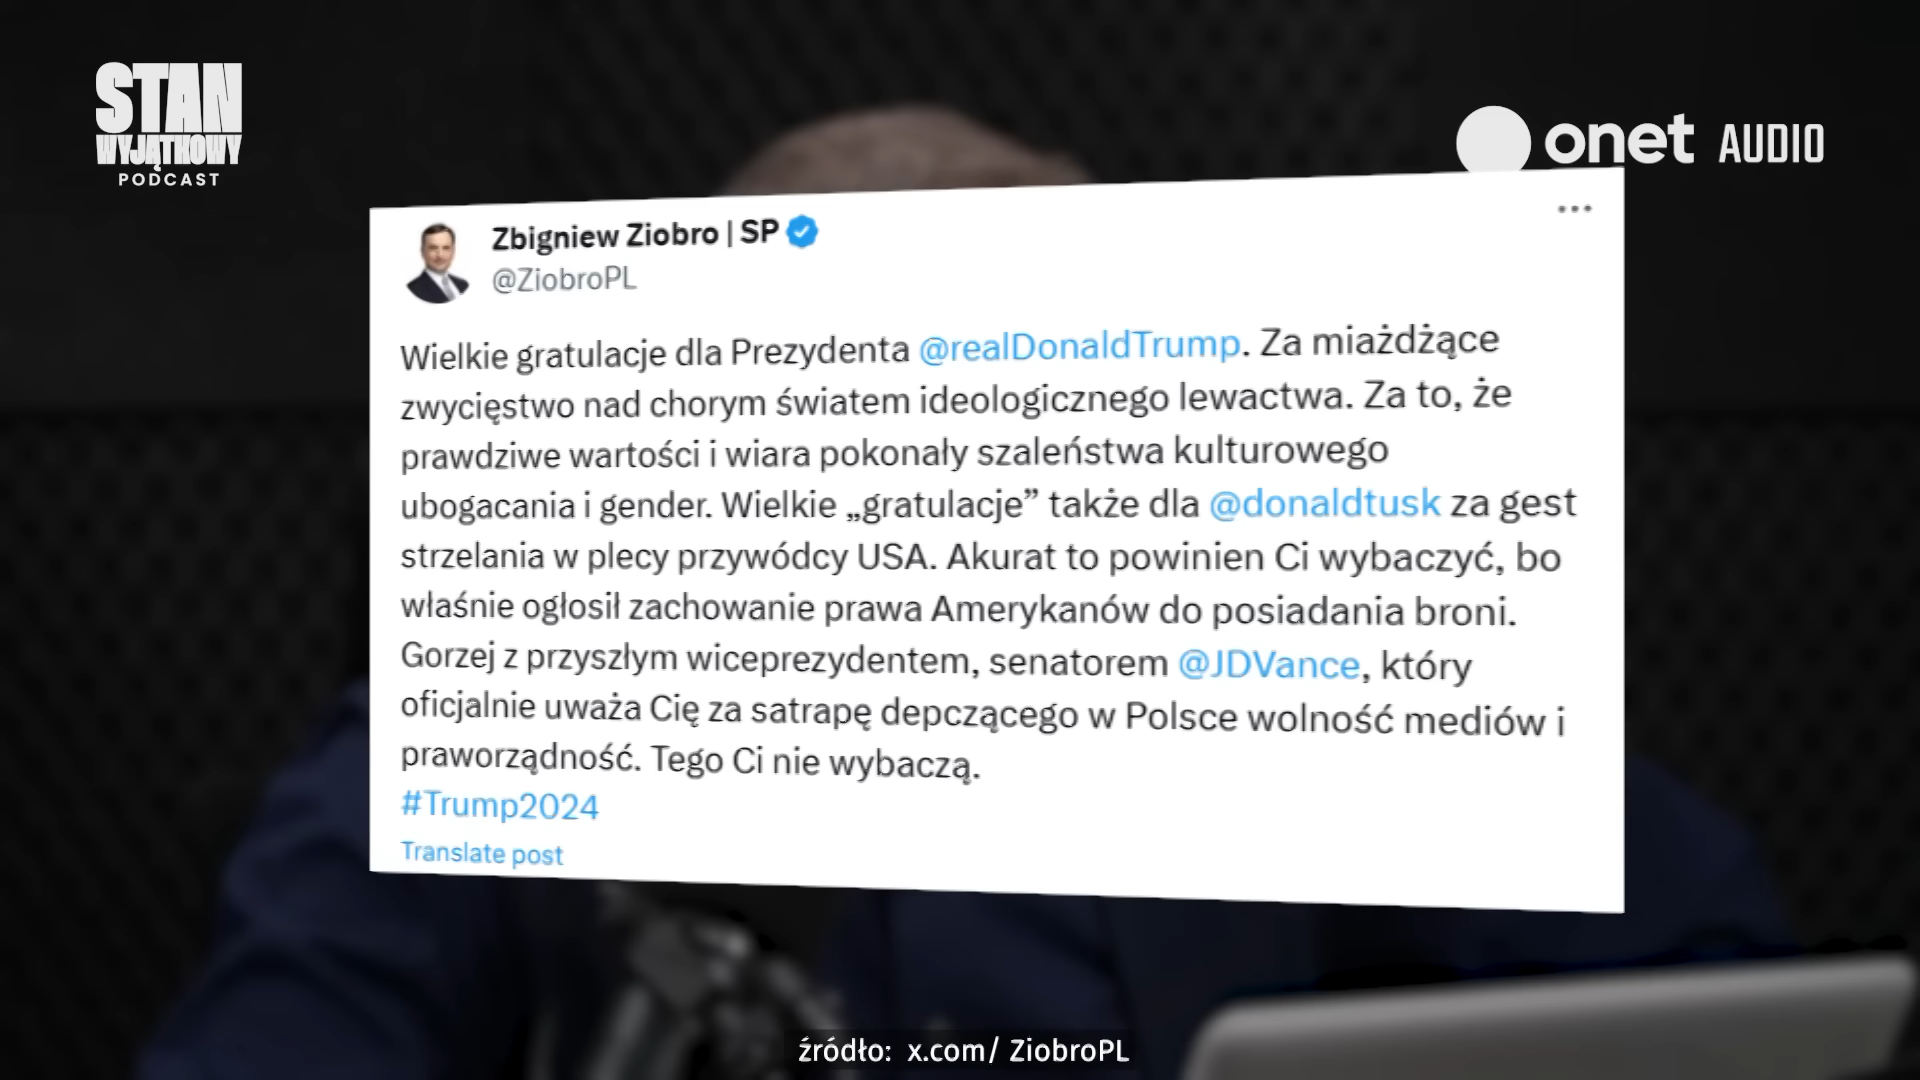 STAN
WYJĄTKOWY
PODCAST
onet AUDIO
Zbigniew Ziobro | SP
@ZiobroPL
Wielkie gratulacje dla Prezydenta @realDonaldTrump. Za miażdżące
zwycięstwo nad chorym światem ideologicznego lewactwa. Za to, że
prawdziwe wartości i wiara pokonały szaleństwa kulturowego
ubogacania i gender. Wielkie „gratulacje” także dla @donaldtusk za gest
strzelania w plecy przywódcy USA. Akurat to powinien Ci wybaczyć, bo
właśnie ogłosił zachowanie prawa Amerykanów do posiadania broni.
Gorzej z przyszłym wiceprezydentem, senatorem @JDVance, który
oficjalnie uważa Cię za satrapę depczącego w Polsce wolność mediów i
praworządność. Tego Ci nie wybaczą.
#Trump2024
Translate post
źródło: x.com/ ZiobroPL